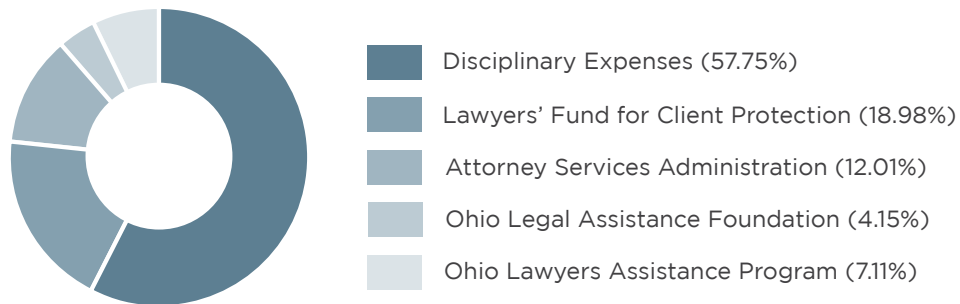 Disciplinary Expenses (57.75%)
Lawyers’ Fund for Client Protection (18.98%)
Attorney Services Administration (12.01%)
Ohio Legal Assistance Foundation (4.15%)
Ohio Lawyers Assistance Program (7.11%)